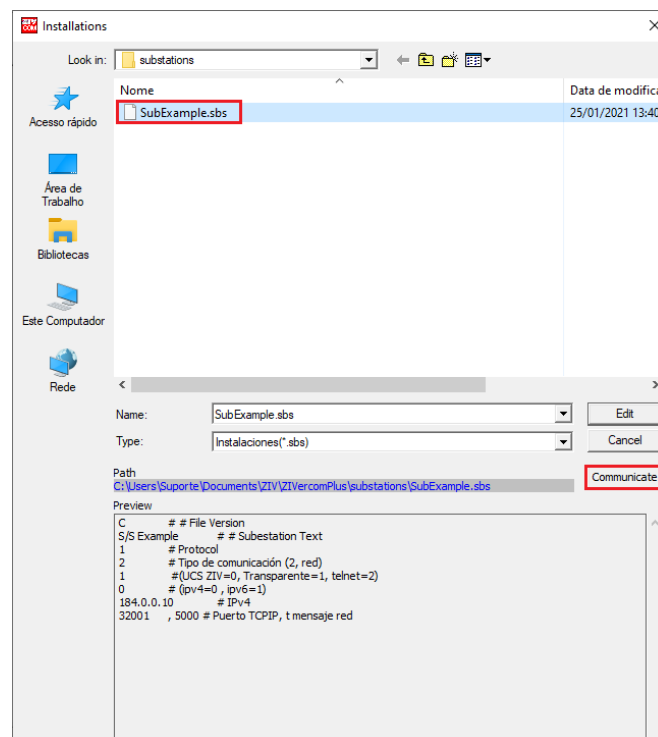 ZIV COM Installations
Look in: substations
Nome Data de modifica
Acesso rápido
SubExample.sbs 25/01/2021 13:40
Área de
Trabalho
Bibliotecas
Este Computador
Rede
Name: SubExample.sbs Edit
Type: Instalaciones(*.sbs) Cancel
Path
C:\Users\Suporte\Documents\ZIV\ZIVercomPlus\substations\SubExample.sbs
Communicate
Preview
C # # File Version
S/S Example # # Subestation Text
1 # Protocol
2 # Tipo de comunicación (2, red)
1 #(UCS ZIV=0, Transparente=1, telnet=2)
0 # (ipv4=0 , ipv6=1)
184.0.0.10 # IPv4
32001 , 5000 # Puerto TCPIP, t mensaje red